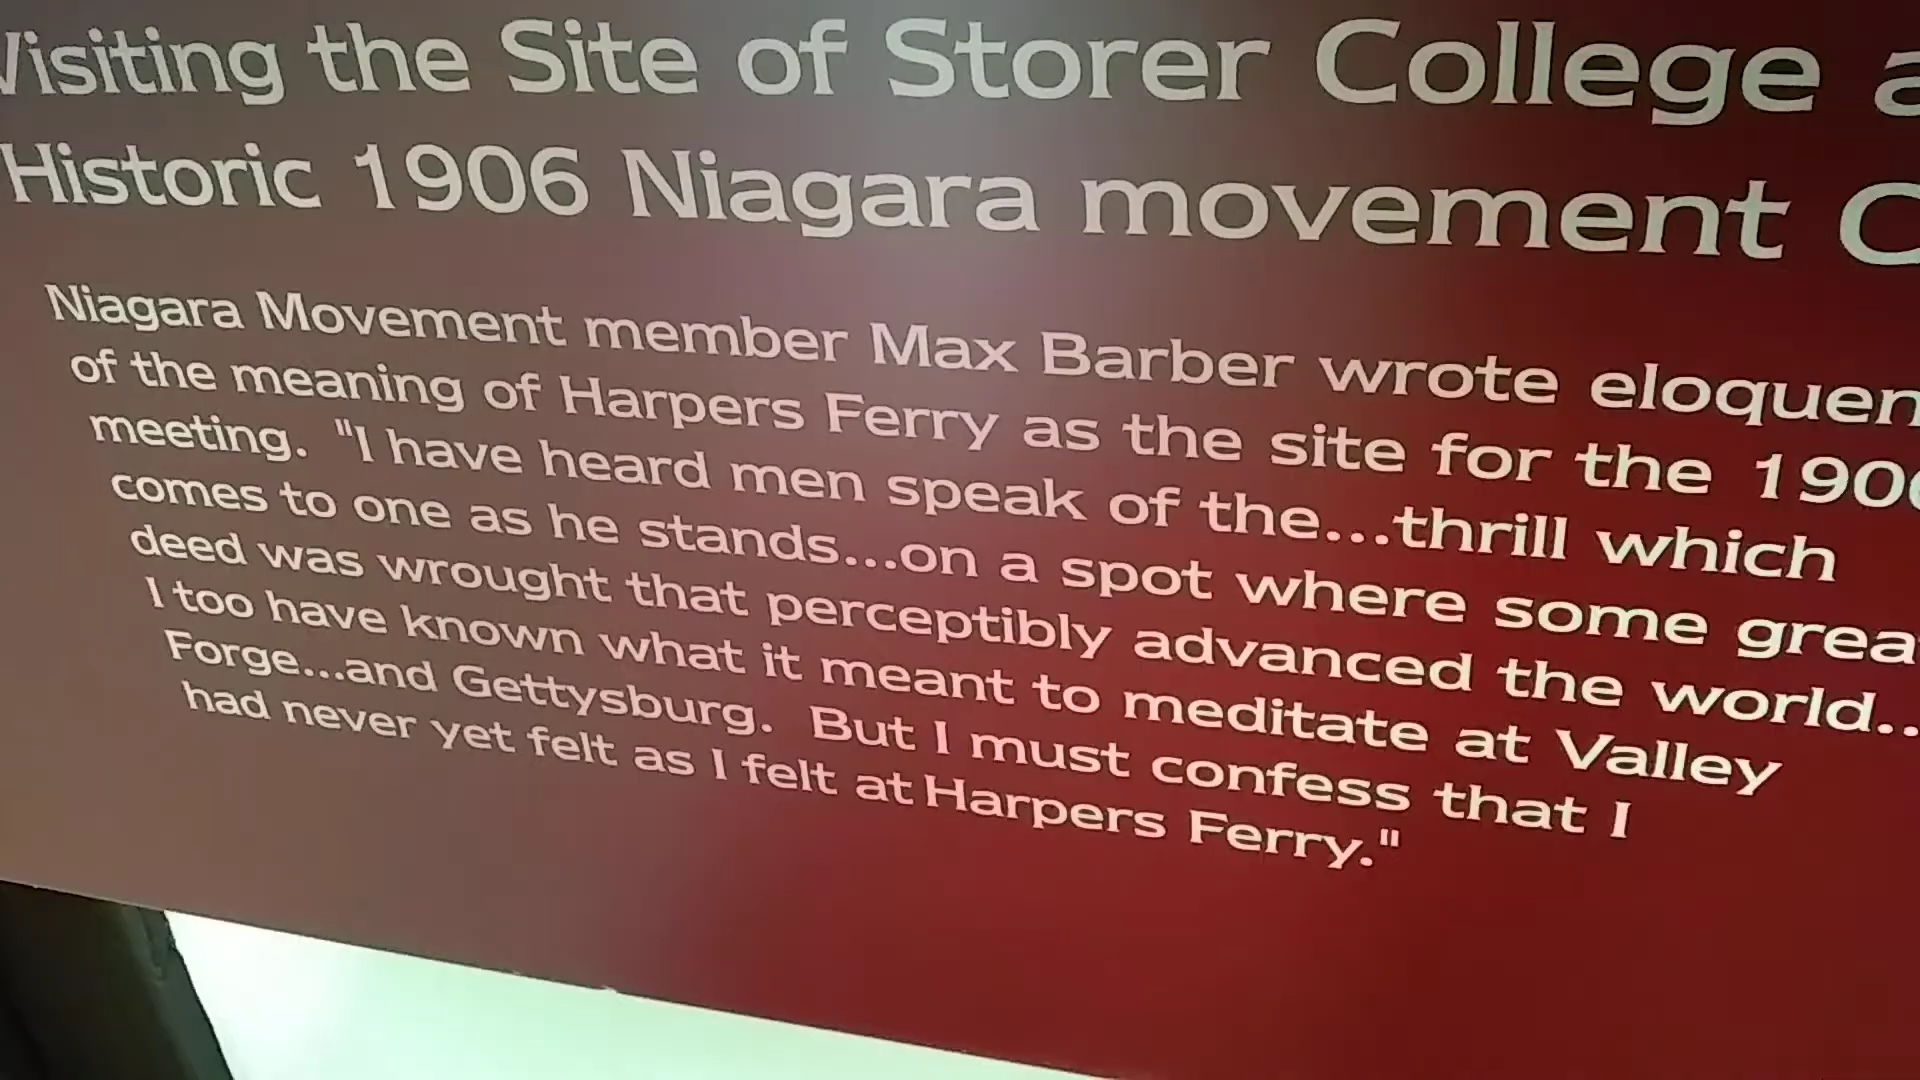 Visiting the Site of Storer College
Historic 1906 Niagara movement
Niagara Movement member Max Barber wrote
of the meaning of Harpers Ferry as the site for the
meeting. "I have heard men speak of the...thrill which
comes to one as he stands...on a spot where some
deed was wrought that perceptibly advanced the world..
I too have known what it meant to meditate at Valley
Forge...and Gettysburg. But I must confess that I
had never yet felt as I felt at Harpers Ferry."